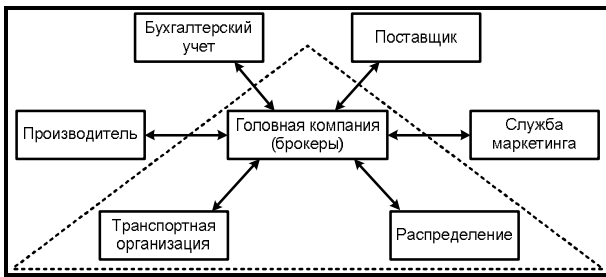 Бухгалтерский
учет
Поставщик
Производитель
Головная компания
(брокеры)
Служба
маркетинга
Транспортная
организация
Распределение